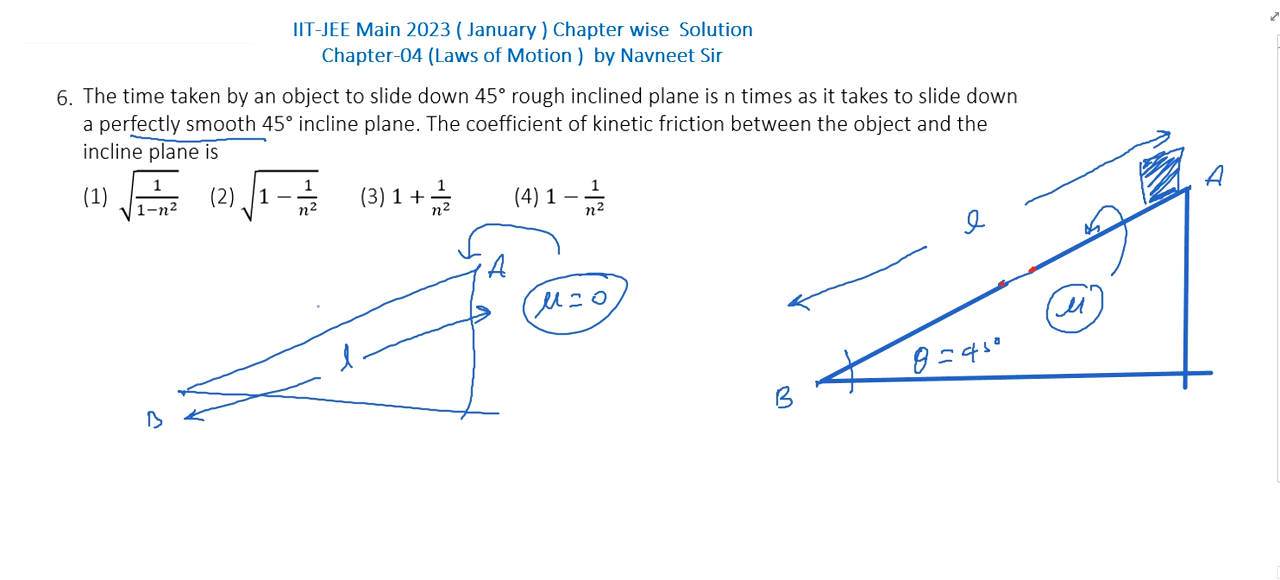 IIT-JEE Main 2023 ( January ) Chapter wise Solution
Chapter-04 (Laws of Motion ) by Navneet Sir
6. The time taken by an object to slide down 45° rough inclined plane is n times as it takes to slide down
a perfectly smooth 45° incline plane. The coefficient of kinetic friction between the object and the
incline plane is
(1) √(1/(1−n²)) (2) √(1 − 1/n²) (3) 1 + 1/n² (4) 1 − 1/n²
A
μ = 0
l
B
A
l
μ
θ = 45°
B